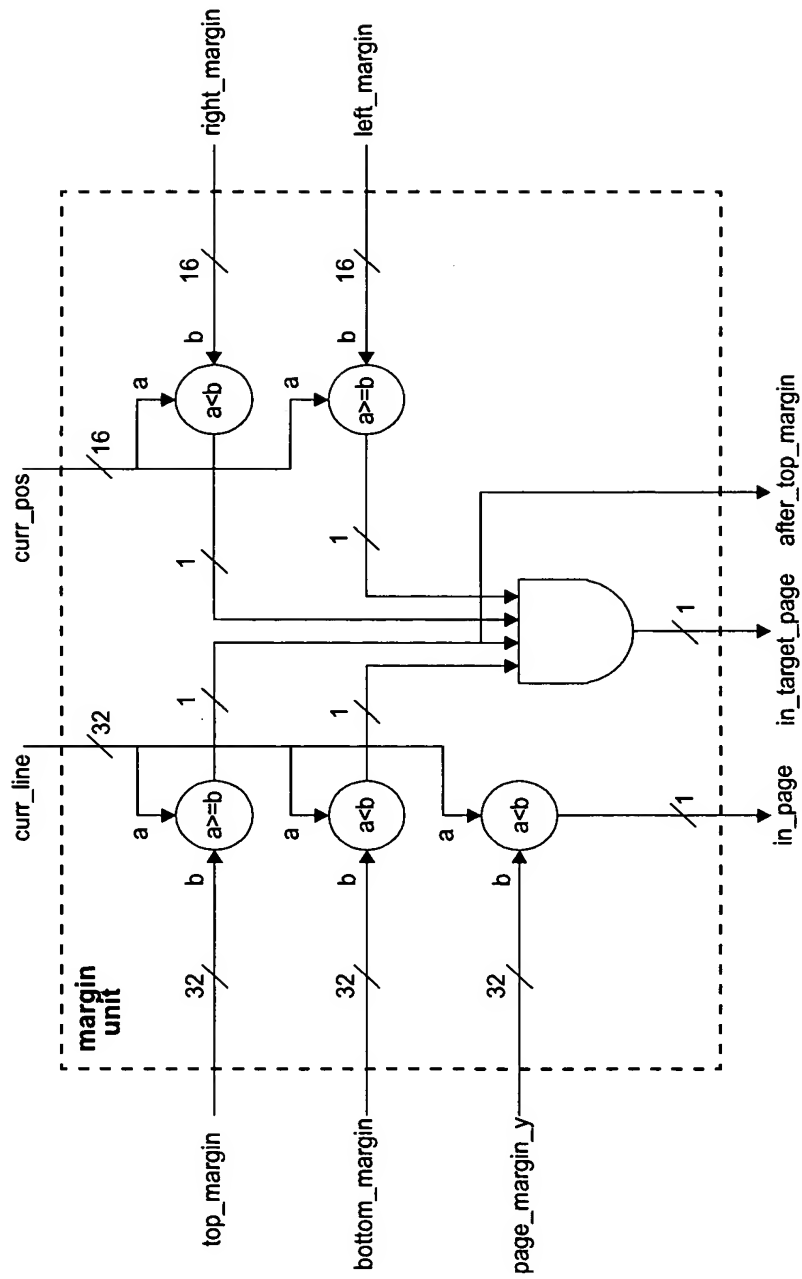 curr_line
curr_pos
margin
unit
32
16
a
a
32
b
1
1
b
16
top_margin
a>=b
a<b
right_margin
a
a
32
b
1
1
b
16
bottom_margin
a<b
a>=b
left_margin
a
32
b
page_margin_y
a<b
1
1
in_page
in_target_page
after_top_margin